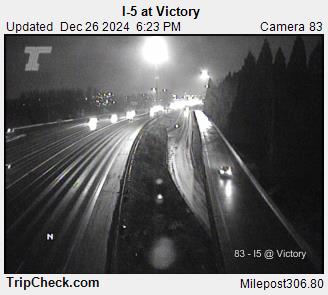 I-5 at Victory
Updated Dec 26 2024 6:23 PM Camera 83
T
N
83 - I5 @ Victory
TripCheck.com Milepost306.80